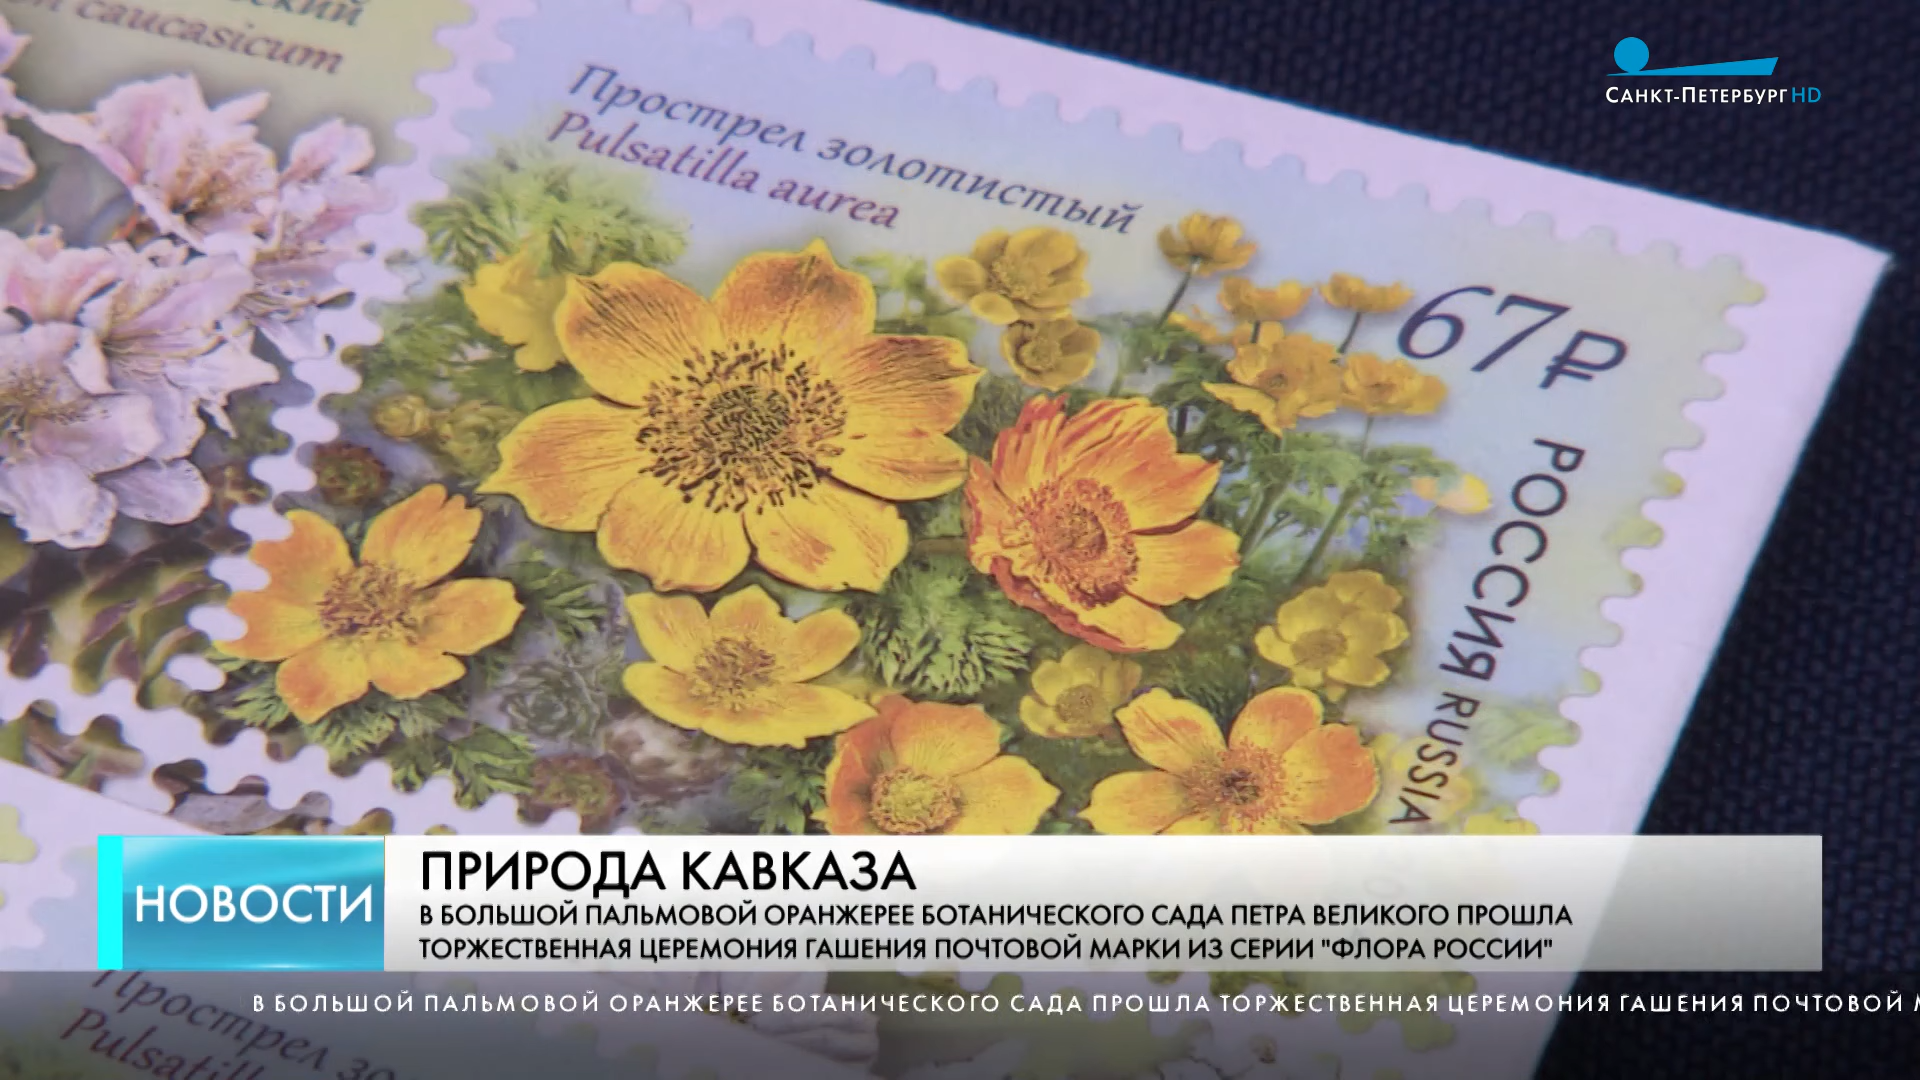 caucasicum
Прострел золотистый
Pulsatilla aurea
67₽
РОССИЯ RUSSIA
САНКТ-ПЕТЕРБУРГ HD
НОВОСТИ
ПРИРОДА КАВКАЗА
В БОЛЬШОЙ ПАЛЬМОВОЙ ОРАНЖЕРЕЕ БОТАНИЧЕСКОГО САДА ПЕТРА ВЕЛИКОГО ПРОШЛА
ТОРЖЕСТВЕННАЯ ЦЕРЕМОНИЯ ГАШЕНИЯ ПОЧТОВОЙ МАРКИ ИЗ СЕРИИ "ФЛОРА РОССИИ"
Прострел
В БОЛЬШОЙ ПАЛЬМОВОЙ ОРАНЖЕРЕЕ БОТАНИЧЕСКОГО САДА ПРОШЛА ТОРЖЕСТВЕННАЯ ЦЕРЕМОНИЯ ГАШЕНИЯ ПОЧТОВОЙ